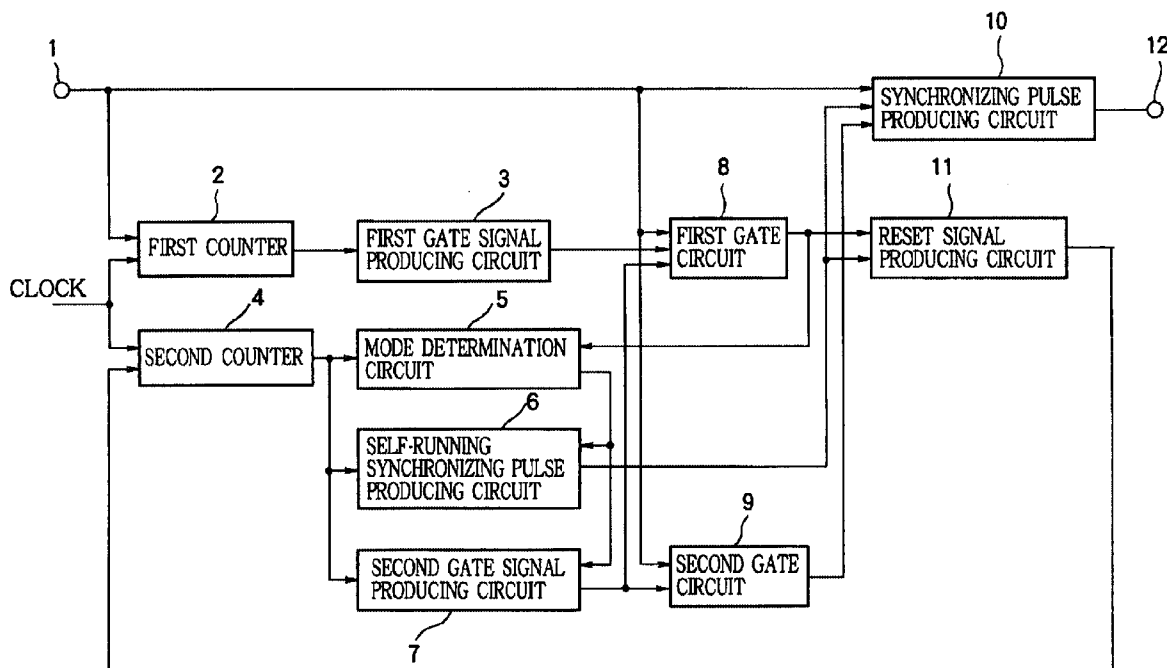 1
10
12
SYNCHRONIZING PULSE
PRODUCING CIRCUIT
2
3
8
11
FIRST COUNTER
FIRST GATE SIGNAL
PRODUCING CIRCUIT
FIRST GATE
CIRCUIT
RESET SIGNAL
PRODUCING CIRCUIT
CLOCK
4
5
SECOND COUNTER
MODE DETERMINATION
CIRCUIT
6
SELF-RUNNING
SYNCHRONIZING PULSE
PRODUCING CIRCUIT
9
SECOND GATE SIGNAL
PRODUCING CIRCUIT
SECOND GATE
CIRCUIT
7